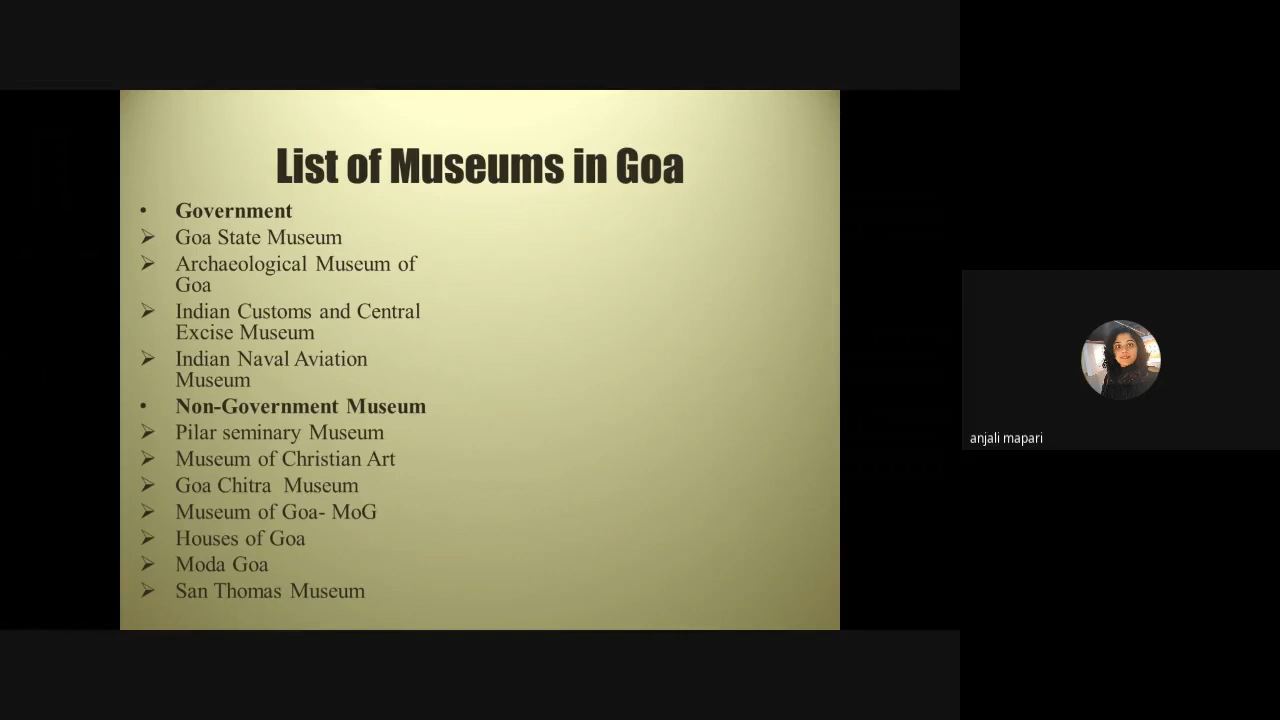 List of Museums in Goa
• Government
➢ Goa State Museum
➢ Archaeological Museum of
Goa
➢ Indian Customs and Central
Excise Museum
➢ Indian Naval Aviation
Museum
• Non-Government Museum
➢ Pilar seminary Museum
➢ Museum of Christian Art
➢ Goa Chitra Museum
➢ Museum of Goa- MoG
➢ Houses of Goa
➢ Moda Goa
➢ San Thomas Museum
anjali mapari